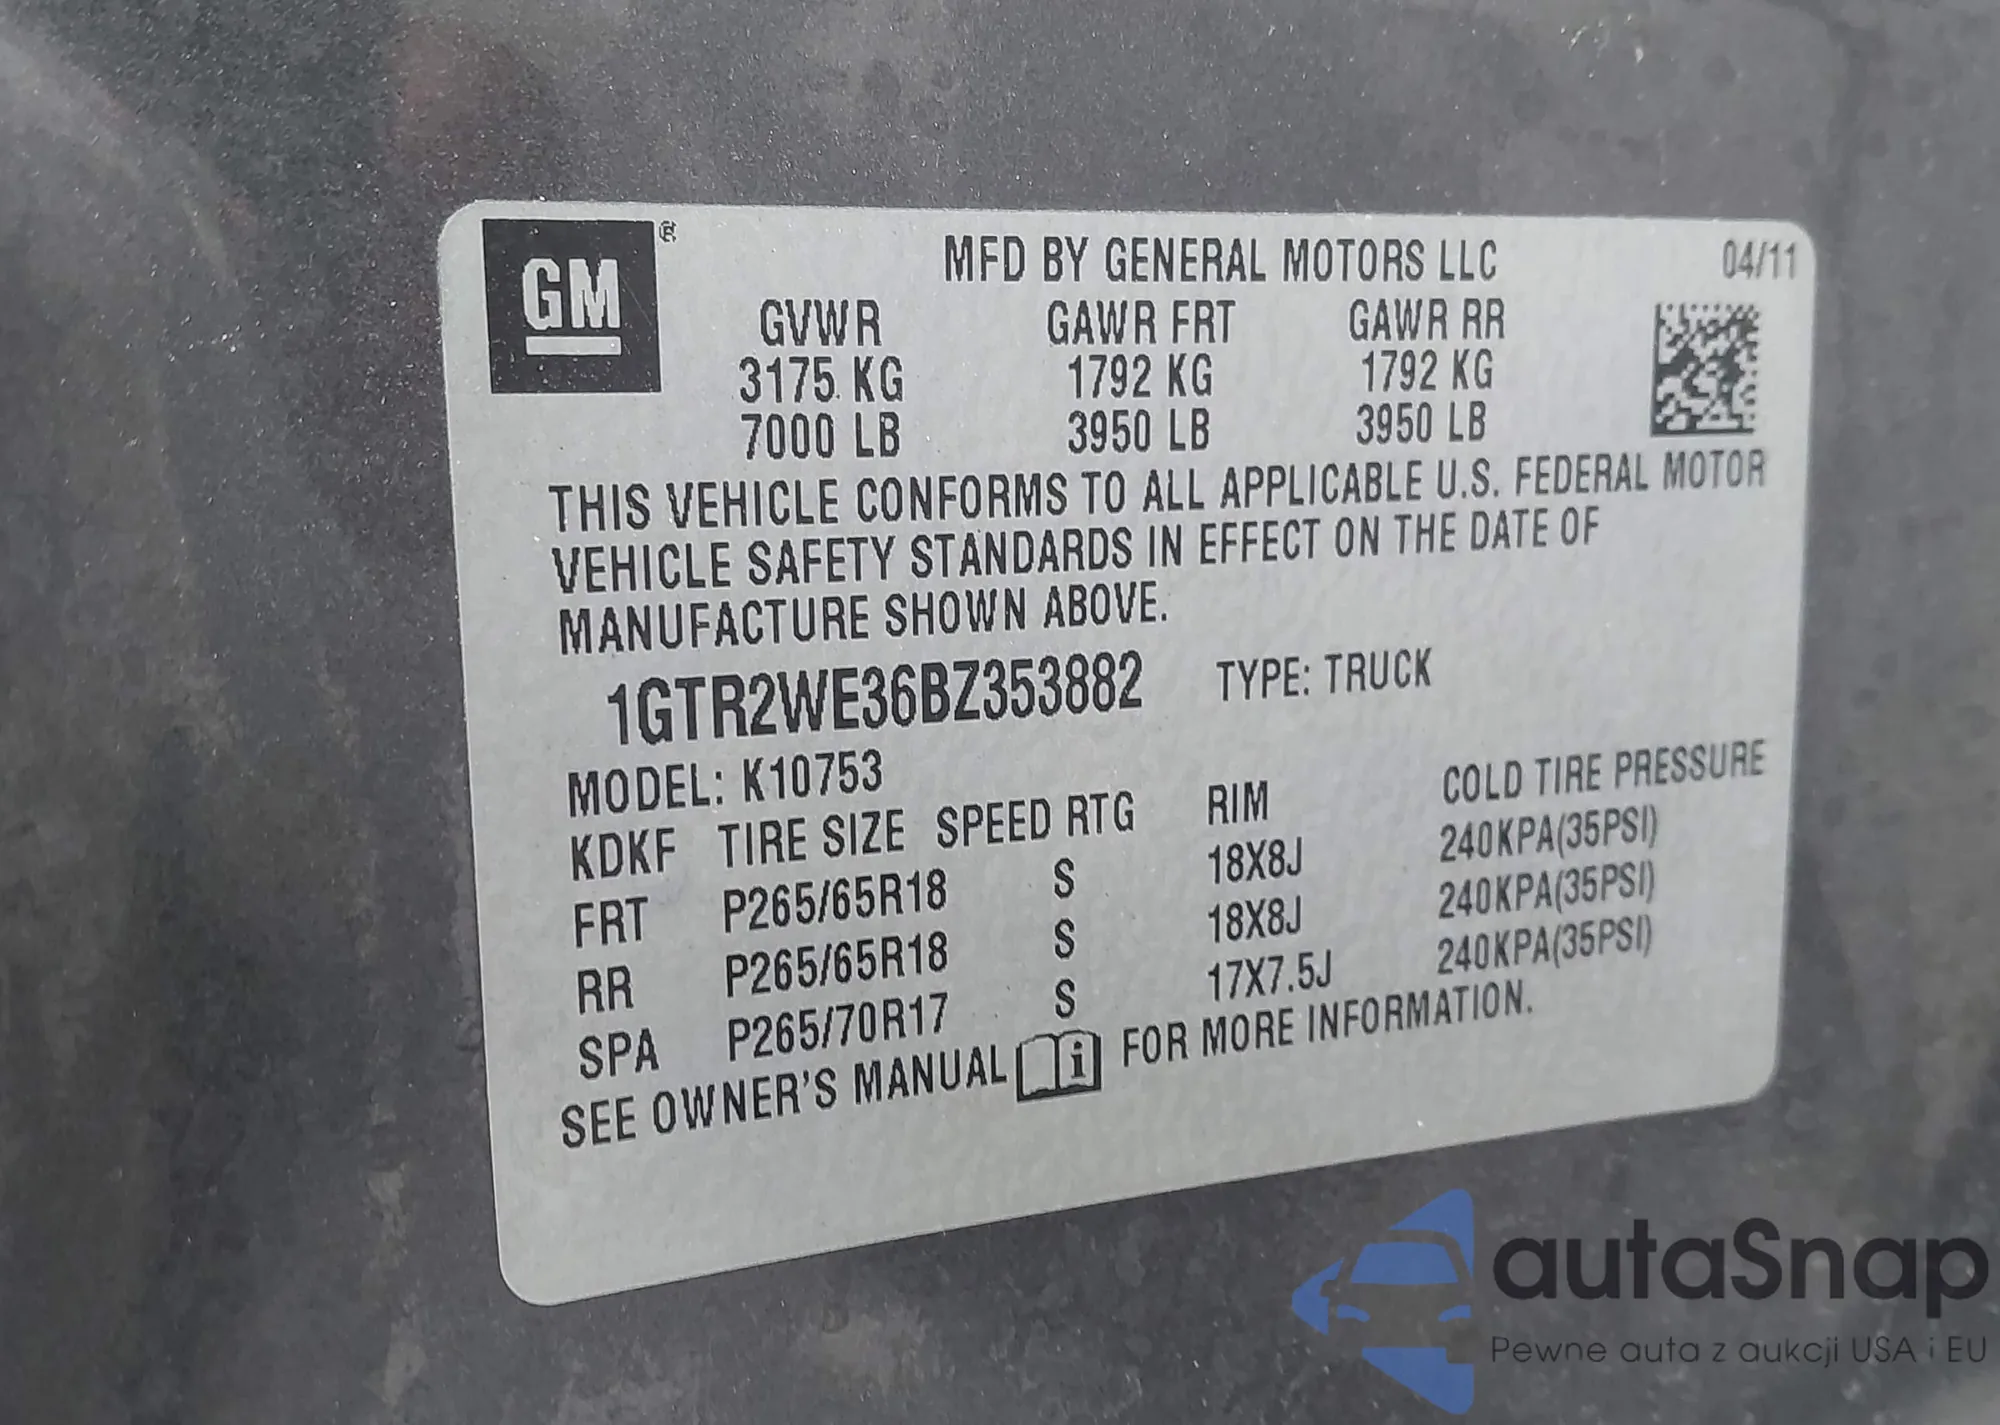 GM ®
MFD BY GENERAL MOTORS LLC 04/11
GVWR GAWR FRT GAWR RR
3175 KG 1792 KG 1792 KG
7000 LB 3950 LB 3950 LB
THIS VEHICLE CONFORMS TO ALL APPLICABLE U.S. FEDERAL MOTOR
VEHICLE SAFETY STANDARDS IN EFFECT ON THE DATE OF
MANUFACTURE SHOWN ABOVE.
1GTR2WE36BZ353882 TYPE: TRUCK
MODEL: K10753
KDKF TIRE SIZE SPEED RTG RIM COLD TIRE PRESSURE
FRT P265/65R18 S 18X8J 240KPA(35PSI)
RR P265/65R18 S 18X8J 240KPA(35PSI)
SPA P265/70R17 S 17X7.5J 240KPA(35PSI)
SEE OWNER'S MANUAL i FOR MORE INFORMATION.
autaSnap
Pewne auta z aukcji USA i EU